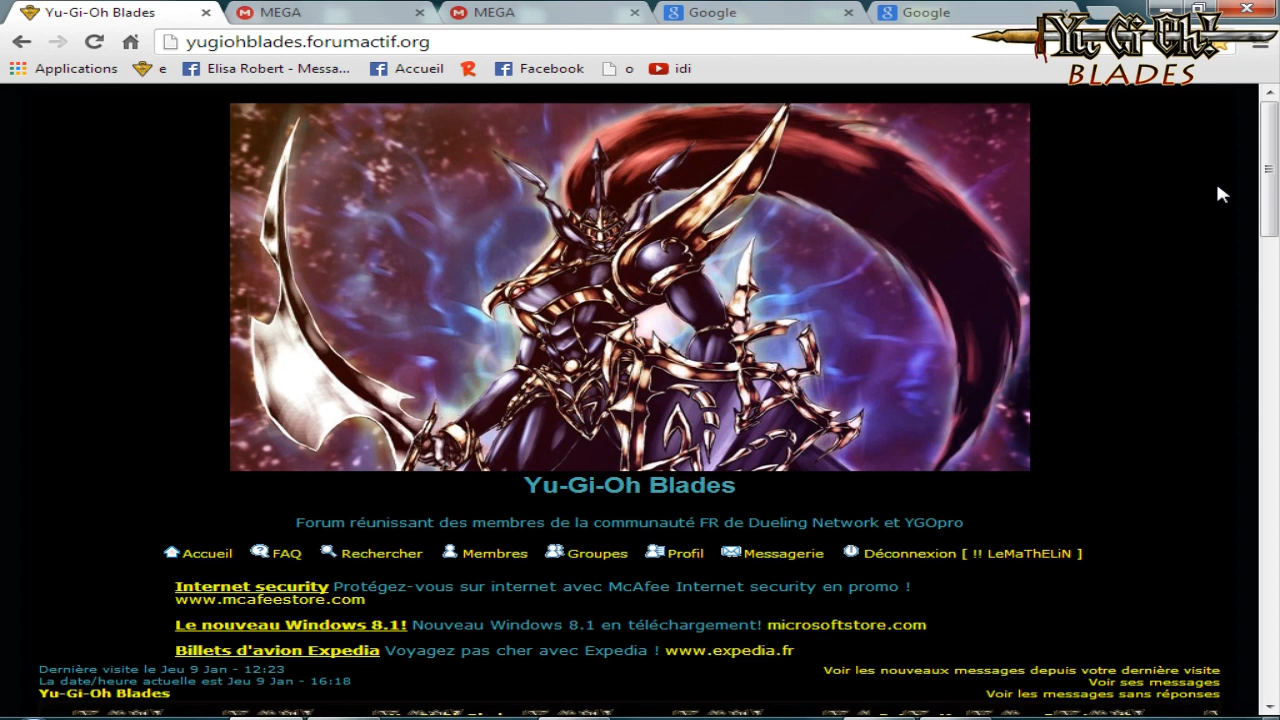 Yu-Gi-Oh Blades
MEGA
MEGA
Google
Google
yugiohblades.forumactif.org
Yu Gi Oh!
BLADES
Applications
e
Elisa Robert - Messa...
Accueil
Facebook
o
idi
Yu-Gi-Oh Blades
Forum réunissant des membres de la communauté FR de Dueling Network et YGOpro
Accueil FAQ Rechercher Membres Groupes Profil Messagerie Déconnexion [ !! LeMaThELiN ]
Internet security Protégez-vous sur internet avec McAfee Internet security en promo !
www.mcafeestore.com
Le nouveau Windows 8.1! Nouveau Windows 8.1 en téléchargement! microsoftstore.com
Billets d'avion Expedia Voyagez pas cher avec Expedia ! www.expedia.fr
Dernière visite le Jeu 9 Jan - 12:23
La date/heure actuelle est Jeu 9 Jan - 16:18
Yu-Gi-Oh Blades
Voir les nouveaux messages depuis votre dernière visite
Voir ses messages
Voir les messages sans réponses